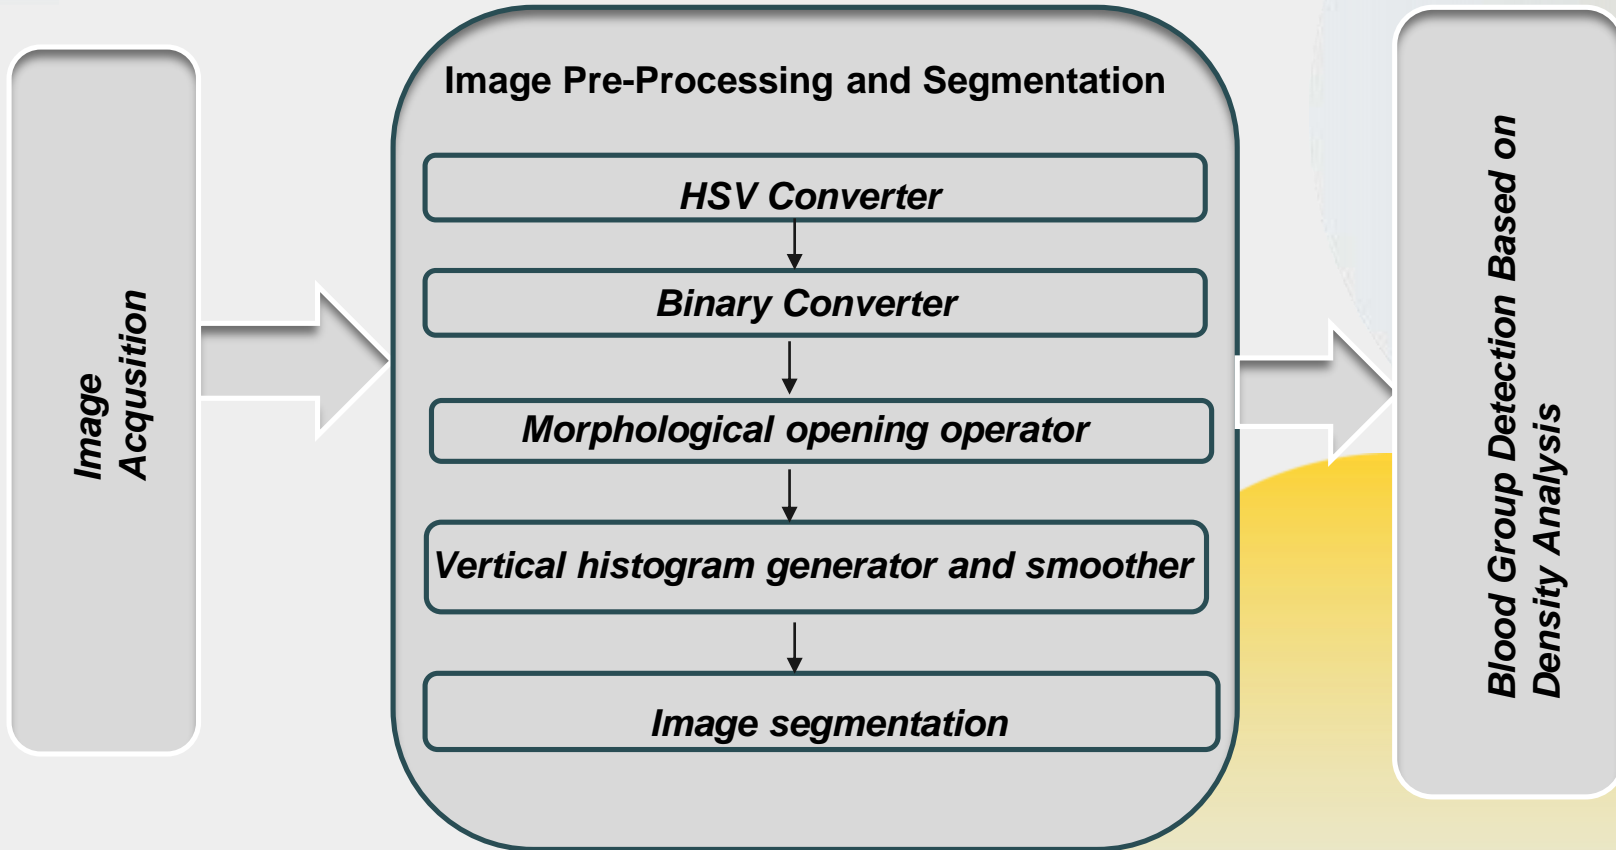 Image
Acqusition
Image Pre-Processing and Segmentation
HSV Converter
Binary Converter
Morphological opening operator
Vertical histogram generator and smoother
Image segmentation
Blood Group Detection Based on
Density Analysis